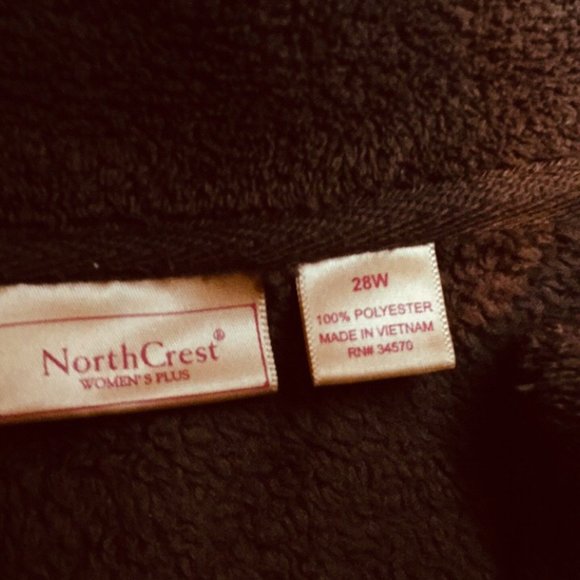 NorthCrest®
WOMEN'S PLUS
28W
100% POLYESTER
MADE IN VIETNAM
RN# 34570